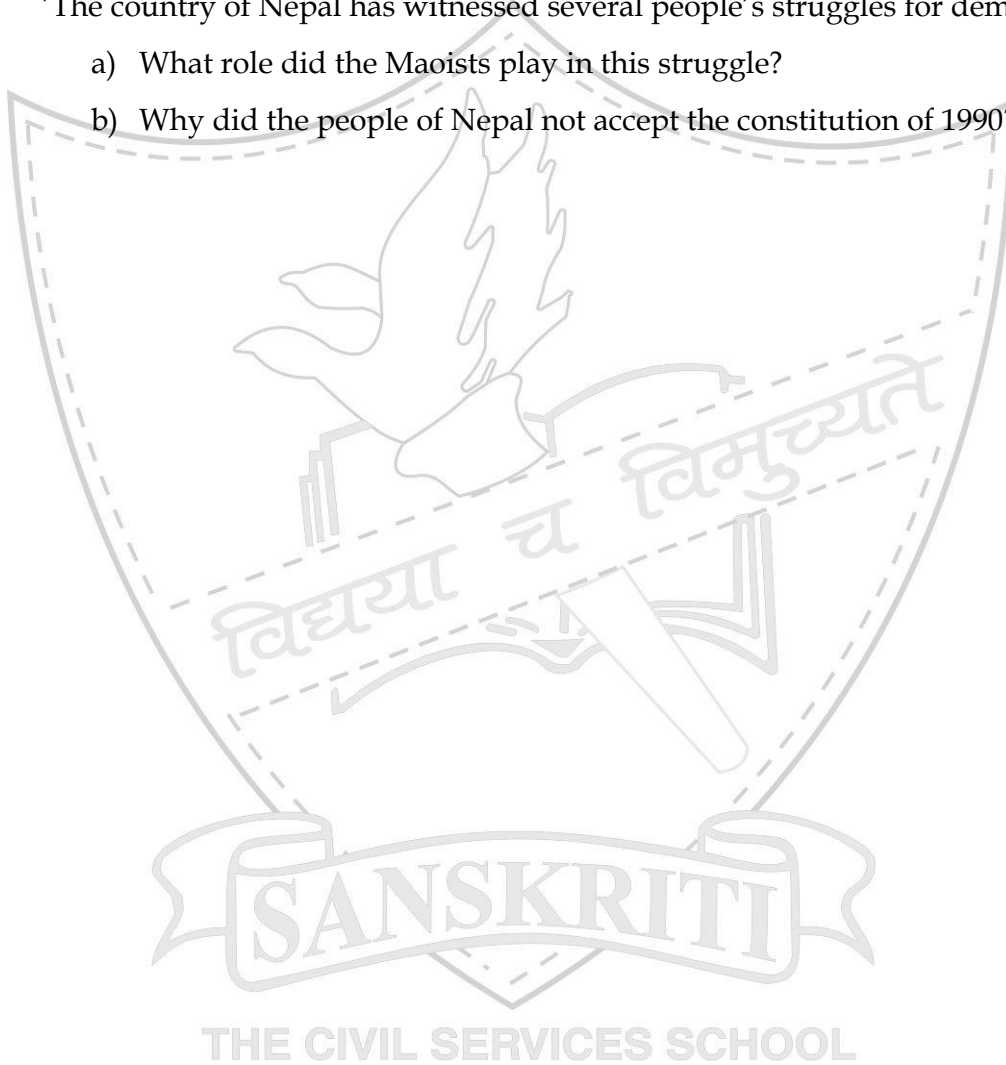 'The country of Nepal has witnessed several people's struggles for dem
a) What role did the Maoists play in this struggle?
b) Why did the people of Nepal not accept the constitution of 1990?
विद्यया च विमुच्यते
SANSKRITI
THE CIVIL SERVICES SCHOOL